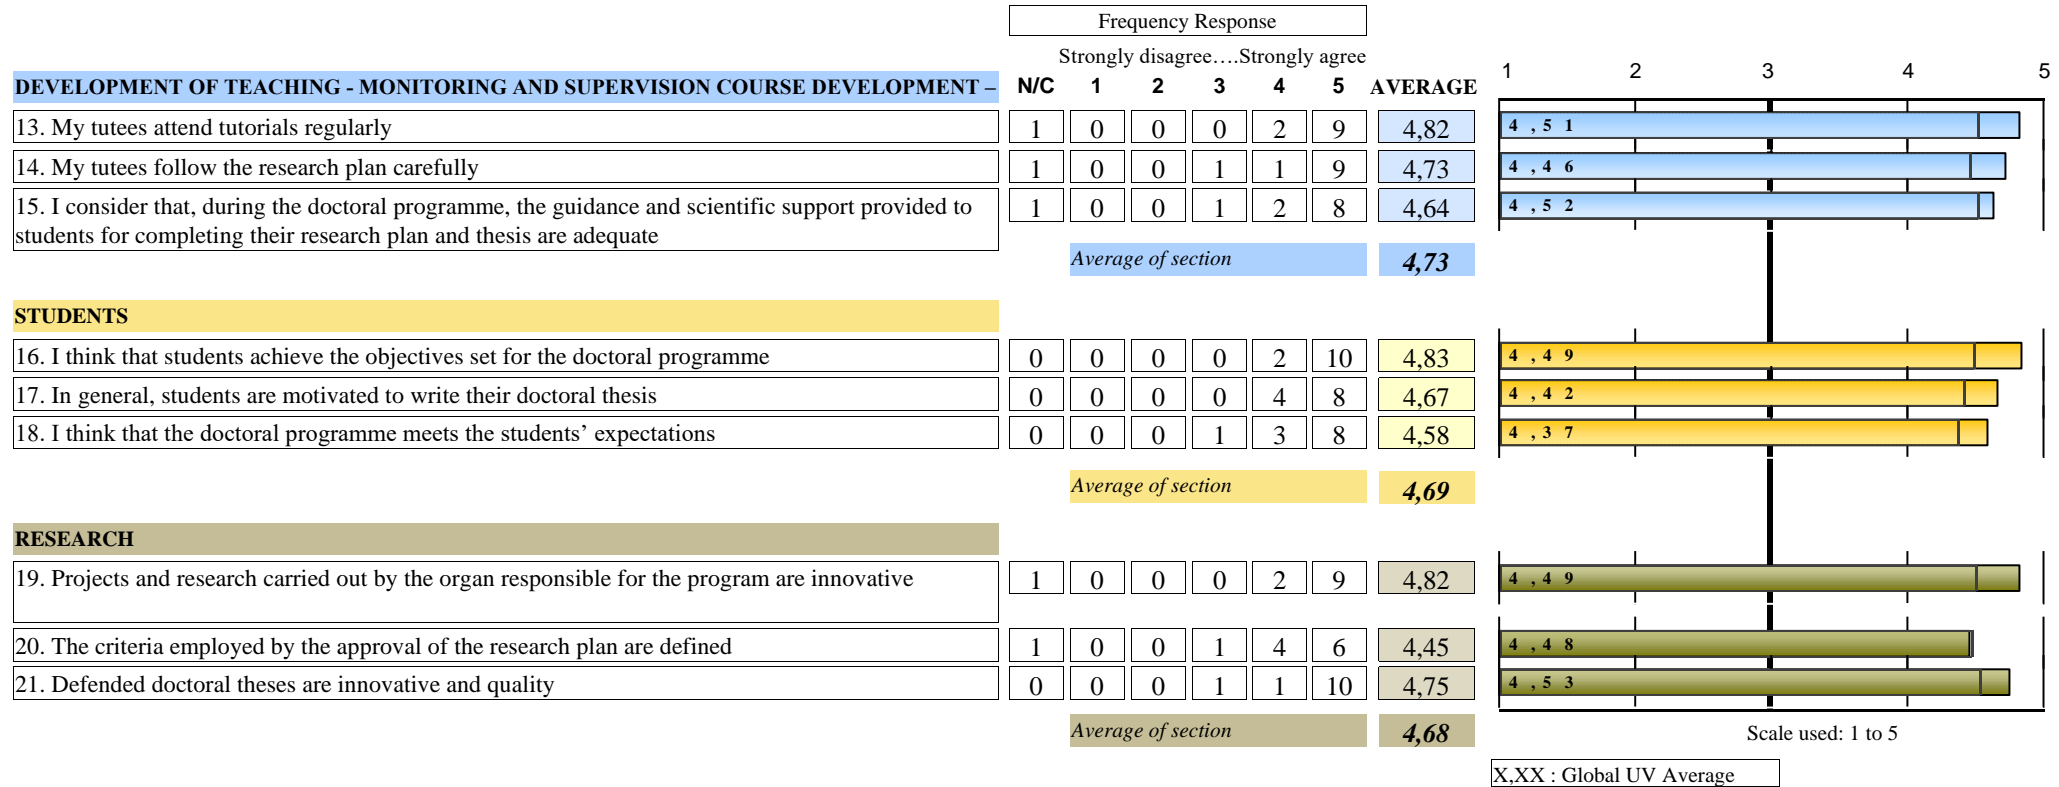 Frequency Response
Strongly disagree….Strongly agree
DEVELOPMENT OF TEACHING - MONITORING AND SUPERVISION COURSE DEVELOPMENT – N/C 1 2 3 4 5 AVERAGE 1 2 3 4 5
13. My tutees attend tutorials regularly 1 0 0 0 2 9 4,82 4,51
14. My tutees follow the research plan carefully 1 0 0 1 1 9 4,73 4,46
15. I consider that, during the doctoral programme, the guidance and scientific support provided to 1 0 0 1 2 8 4,64 4,52
students for completing their research plan and thesis are adequate
Average of section 4,73
STUDENTS
16. I think that students achieve the objectives set for the doctoral programme 0 0 0 0 2 10 4,83 4,49
17. In general, students are motivated to write their doctoral thesis 0 0 0 0 4 8 4,67 4,42
18. I think that the doctoral programme meets the students’ expectations 0 0 0 1 3 8 4,58 4,37
Average of section 4,69
RESEARCH
19. Projects and research carried out by the organ responsible for the program are innovative 1 0 0 0 2 9 4,82 4,49
20. The criteria employed by the approval of the research plan are defined 1 0 0 1 4 6 4,45 4,48
21. Defended doctoral theses are innovative and quality 0 0 0 1 1 10 4,75 4,53
Average of section 4,68
Scale used: 1 to 5
X,XX : Global UV Average